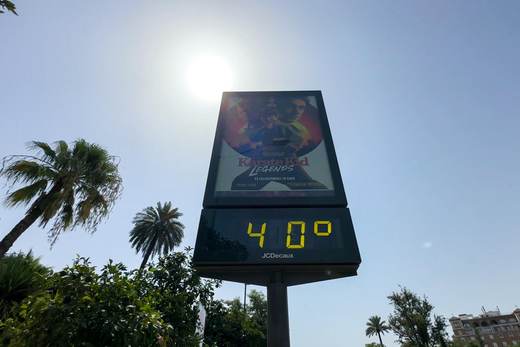 Karate Kid
LEGENDS
40°
JCDecaux